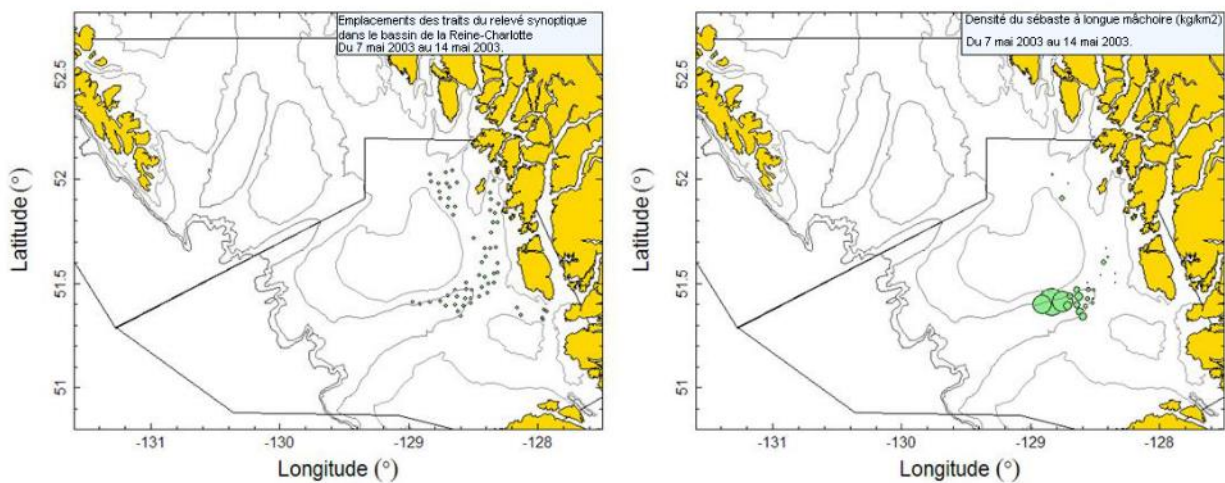 Emplacements des traits du relevé synoptique
dans le bassin de la Reine-Charlotte
Du 7 mai 2003 au 14 mai 2003.
Latitude (°)
52.5
52
51.5
51
-131
-130
-129
-128
Longitude (°)
Densité du sébaste à longue mâchoire (kg/km2)
Du 7 mai 2003 au 14 mai 2003.
Latitude (°)
52.5
52
51.5
51
-131
-130
-129
-128
Longitude (°)